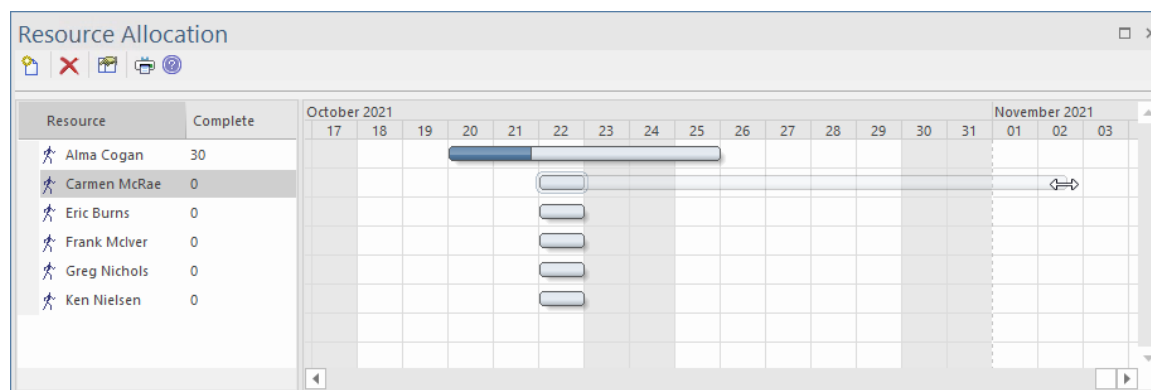 Resource Allocation
October 2021 November 2021
Resource Complete
17 18 19 20 21 22 23 24 25 26 27 28 29 30 31 01 02 03
Alma Cogan 30
Carmen McRae 0
Eric Burns 0
Frank McIver 0
Greg Nichols 0
Ken Nielsen 0